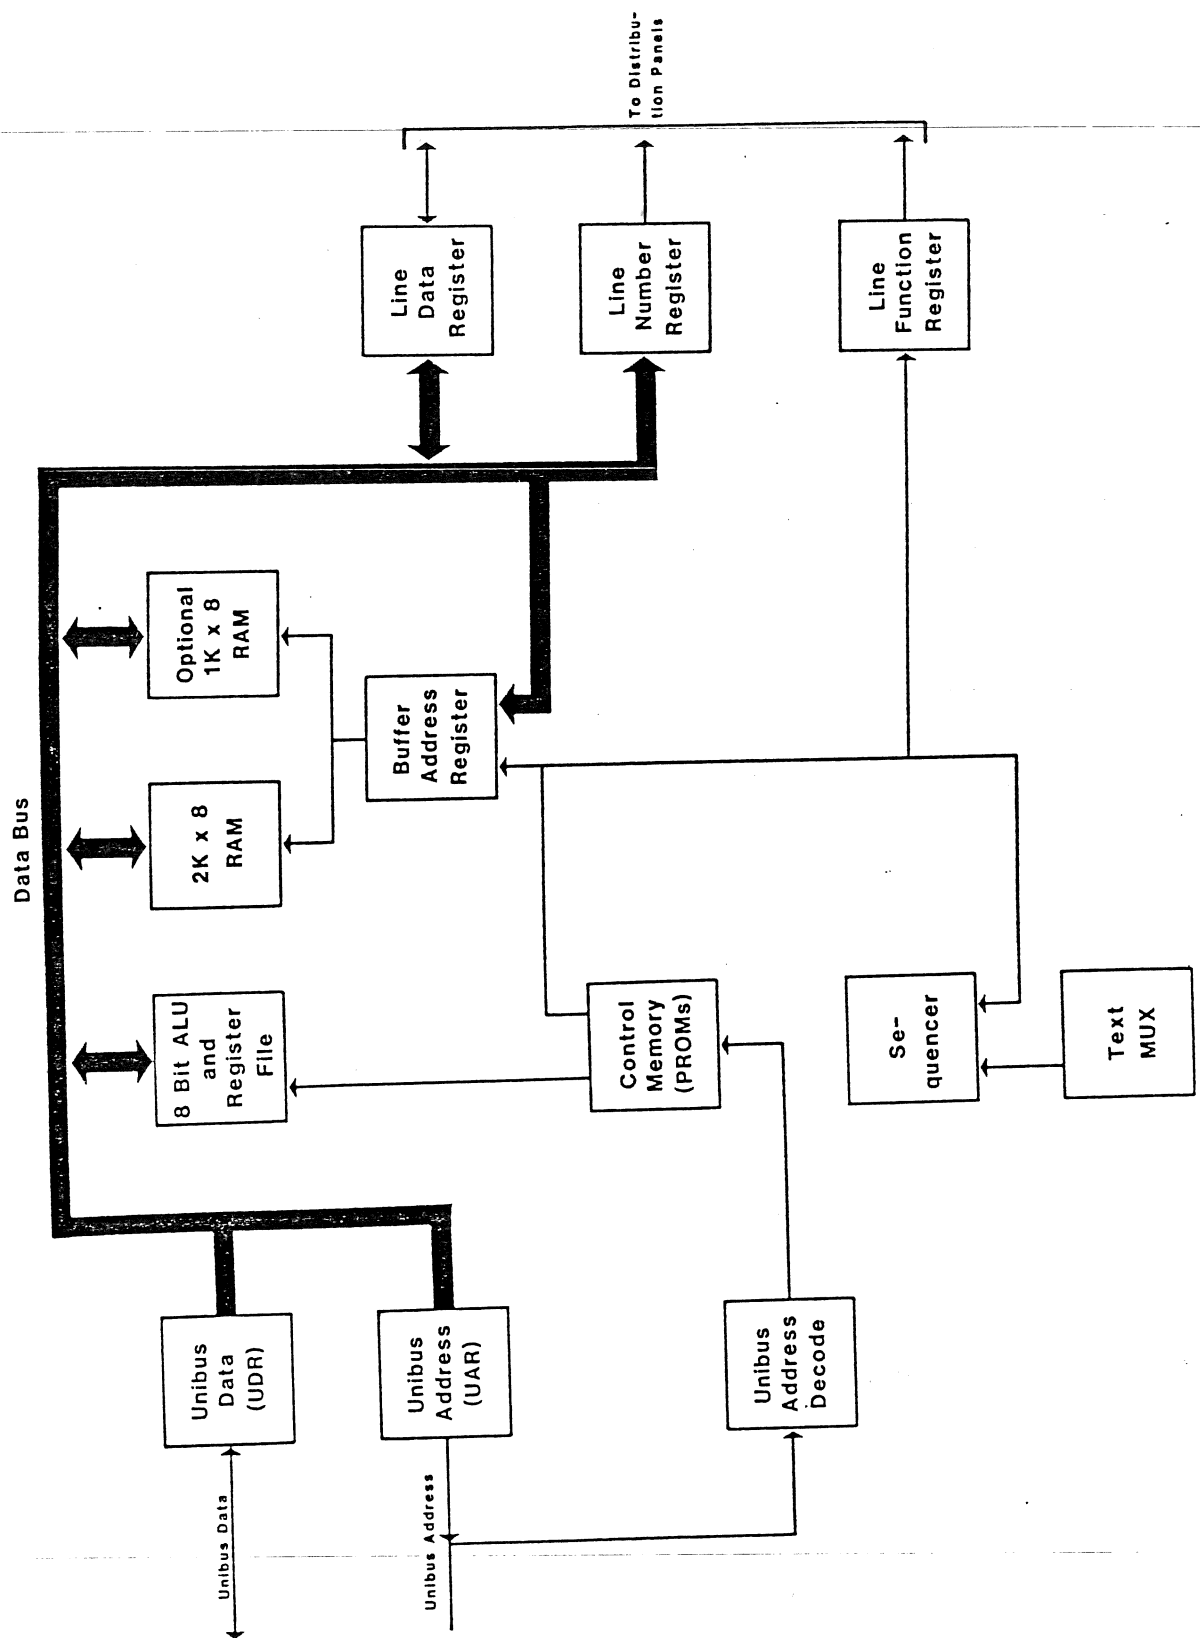 Data Bus
Unibus Data
Unibus
Data
(UDR)
Unibus Address
Unibus
Address
(UAR)
Unibus
Address
Decode
8 Bit ALU
and
Register
File
2K x 8
RAM
Optional
1K x 8
RAM
Buffer
Address
Register
Control
Memory
(PROMs)
Se-
quencer
Text
MUX
Line
Data
Register
Line
Number
Register
Line
Function
Register
To Distribu-
tion Panels